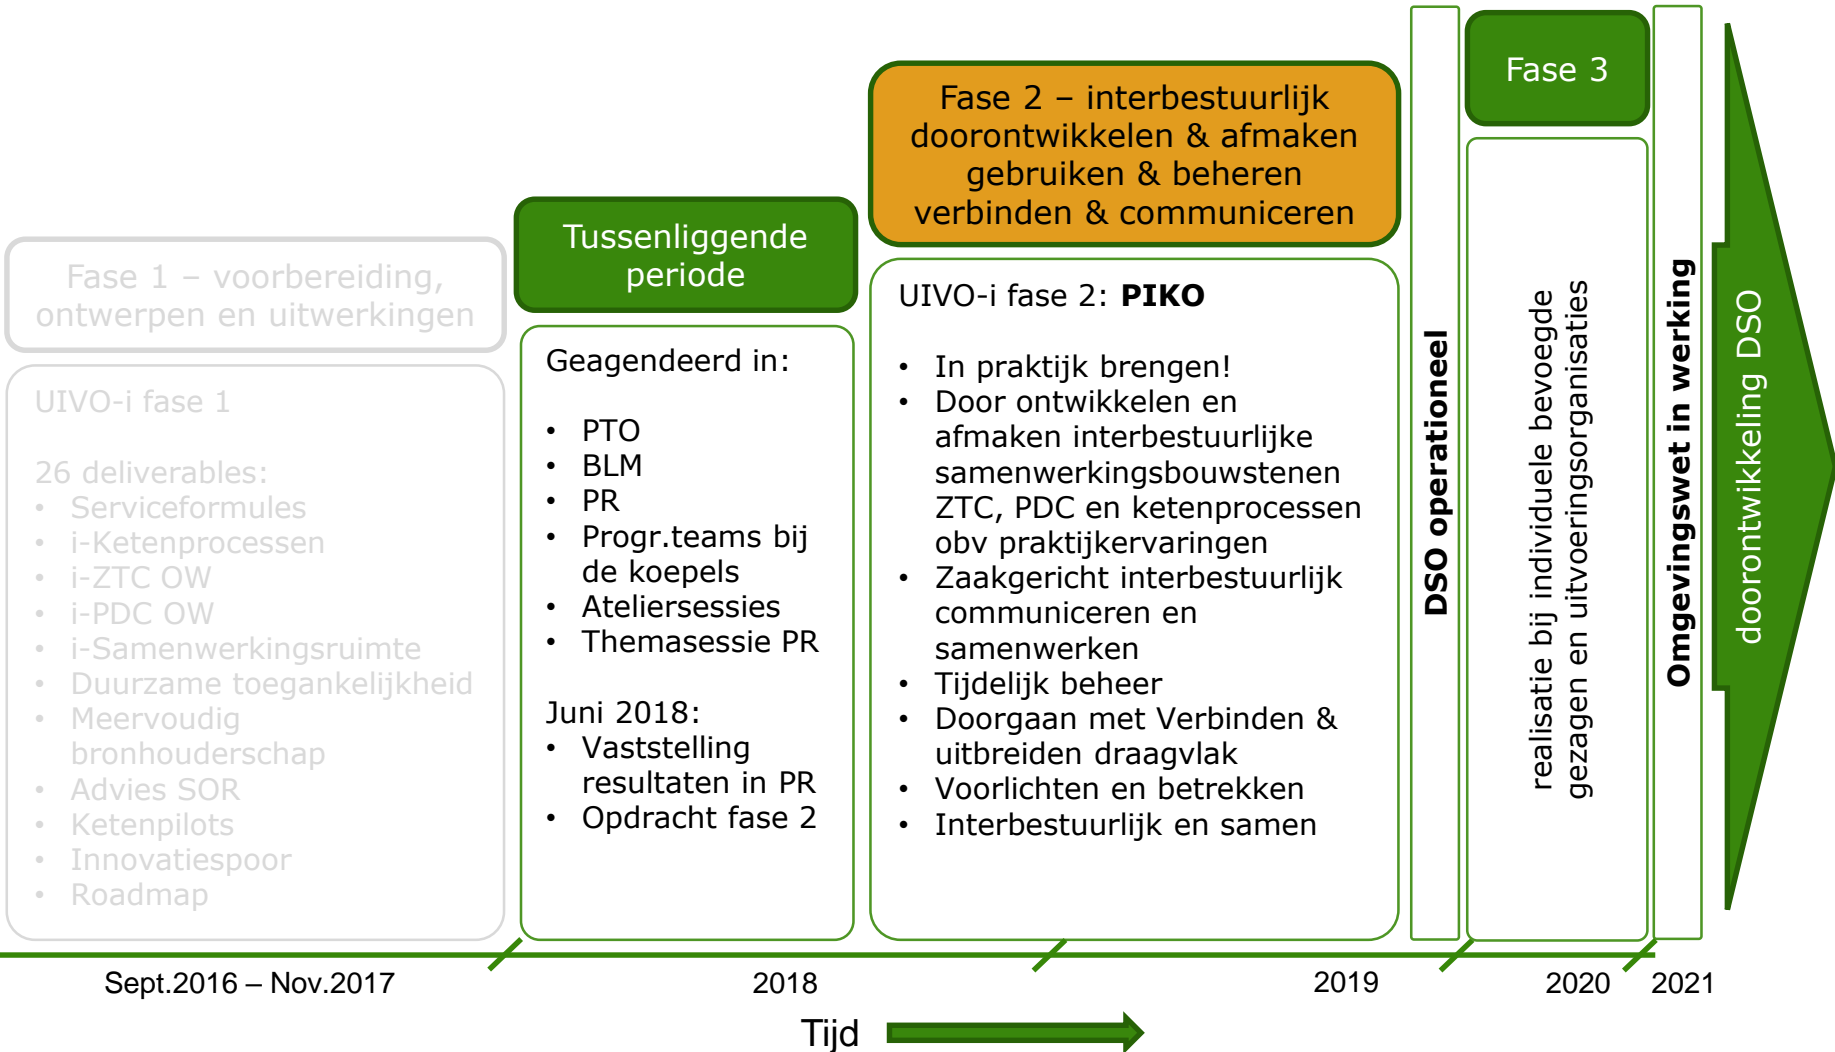 Fase 1 – voorbereiding,
ontwerpen en uitwerkingen
UIVO-i fase 1
26 deliverables:
• Serviceformules
• i-Ketenprocessen
• i-ZTC OW
• i-PDC OW
• i-Samenwerkingsruimte
• Duurzame toegankelijkheid
• Meervoudig
bronhouderschap
• Advies SOR
• Ketenpilots
• Innovatiespoor
• Roadmap
Tussenliggende
periode
Geagendeerd in:
• PTO
• BLM
• PR
• Progr.teams bij
de koepels
• Ateliersessies
• Themasessie PR
Juni 2018:
• Vaststelling
resultaten in PR
• Opdracht fase 2
Fase 2 – interbestuurlijk
doorontwikkelen & afmaken
gebruiken & beheren
verbinden & communiceren
UIVO-i fase 2: PIKO
• In praktijk brengen!
• Door ontwikkelen en
afmaken interbestuurlijke
samenwerkingsbouwstenen
ZTC, PDC en ketenprocessen
obv praktijkervaringen
• Zaakgericht interbestuurlijk
communiceren en
samenwerken
• Tijdelijk beheer
• Doorgaan met Verbinden &
uitbreiden draagvlak
• Voorlichten en betrekken
• Interbestuurlijk en samen
DSO operationeel
Fase 3
realisatie bij individuele bevoegde
gezagen en uitvoeringsorganisaties
Omgevingswet in werking
doorontwikkeling DSO
Sept.2016 – Nov.2017
2018
2019
2020
2021
Tijd